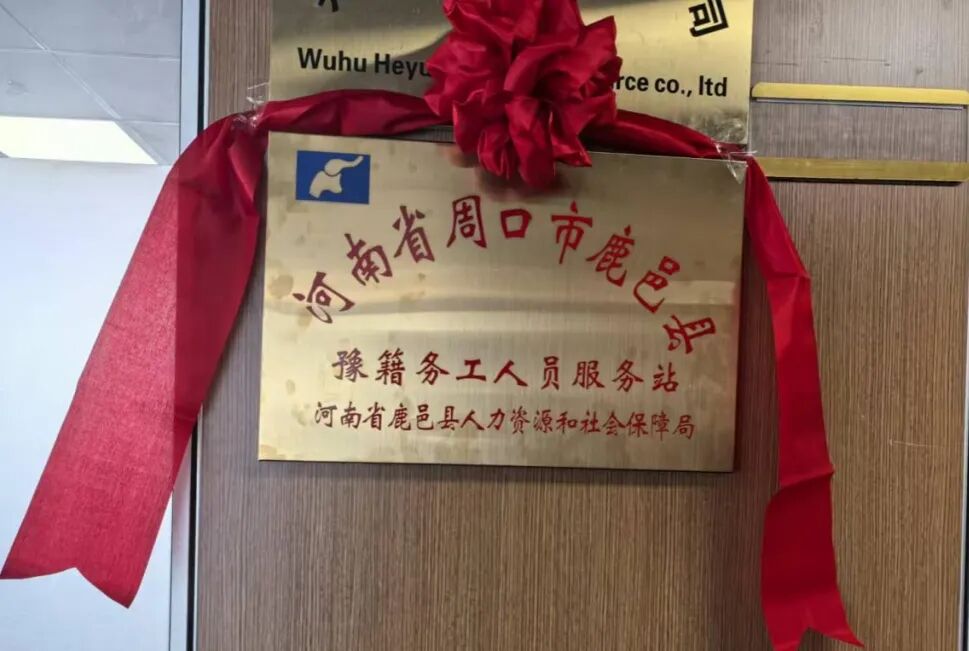 司
Wuhu Heyu rce co., ltd
河南省周口市鹿邑县
豫籍务工人员服务站
河南省鹿邑县人力资源和社会保障局